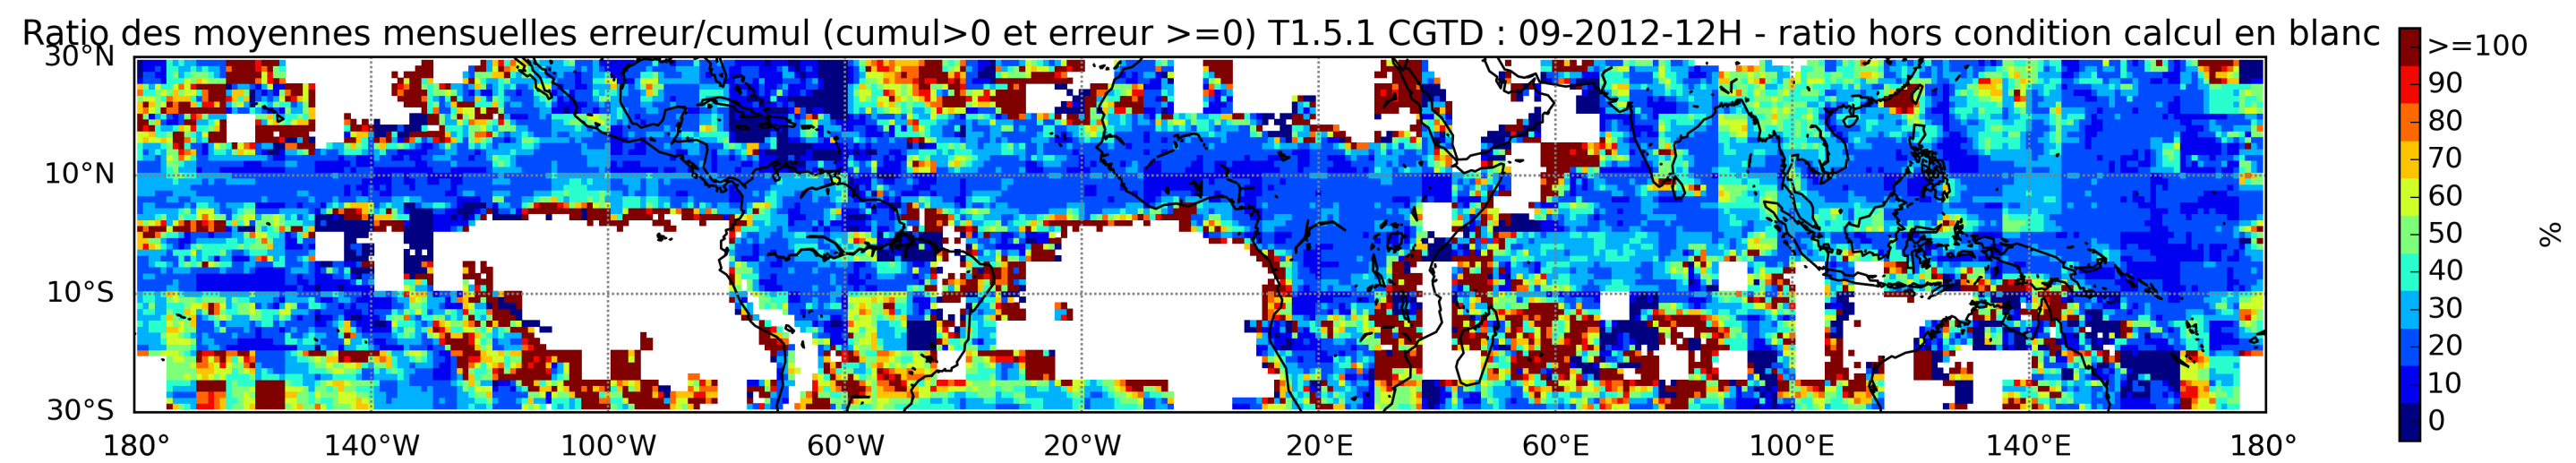 Ratio des moyennes mensuelles erreur/cumul (cumul>0 et erreur >=0) T1.5.1 CGTD : 09-2012-12H - ratio hors condition calcul en blanc
30°N
10°N
10°S
30°S
180° 140°W 100°W 60°W 20°W 20°E 60°E 100°E 140°E 180°
>=100
90
80
70
60
50
40
30
20
10
0
%